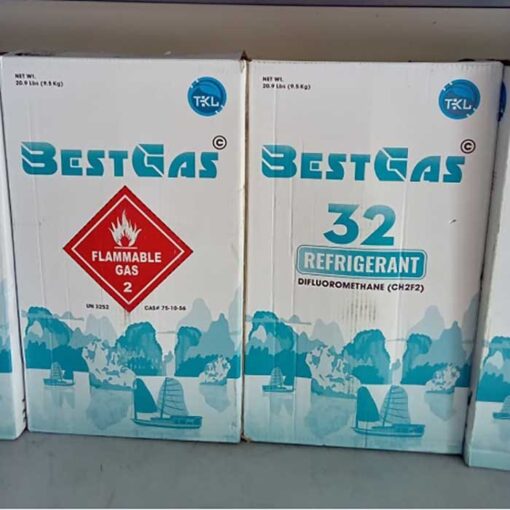 NET WT.
20.9 Lbs (9.5 Kg)
TKL
BESTGAS ©
FLAMMABLE
GAS
2
UN 3252
CAS# 75-10-56
NET WT.
20.9 Lbs (9.5 Kg)
TKL
BESTGAS ©
32
REFRIGERANT
DIFLUOROMETHANE (CH2F2)